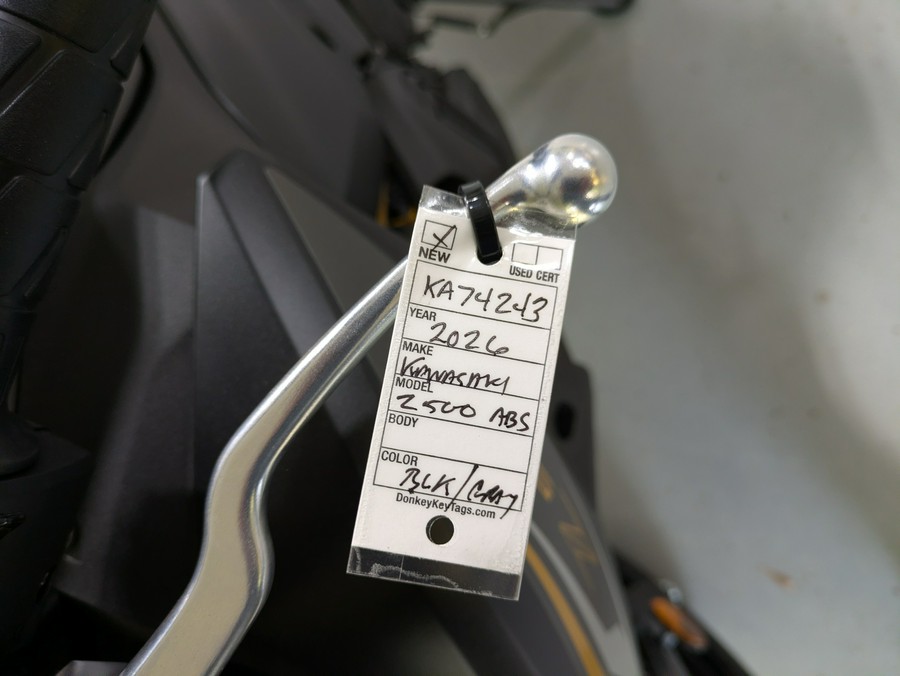 NEW
USED CERT
KA74243
YEAR
2026
MAKE
KAWASAKI
MODEL
Z500 ABS
BODY
COLOR
BLK/GRAY
DonkeyKeyTags.com